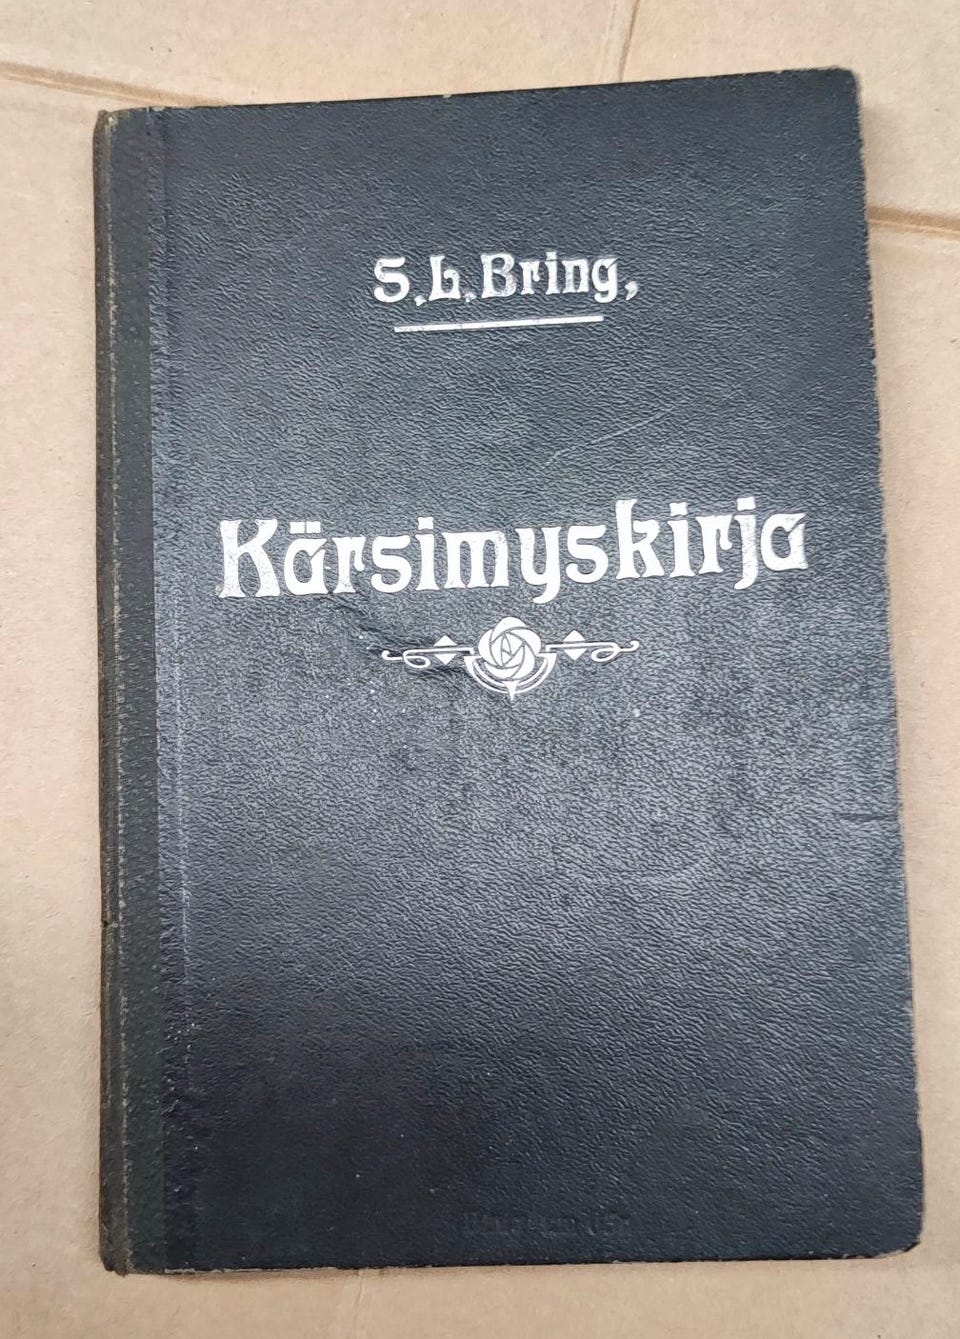 S. L. Bring,
Kärsimyskirja